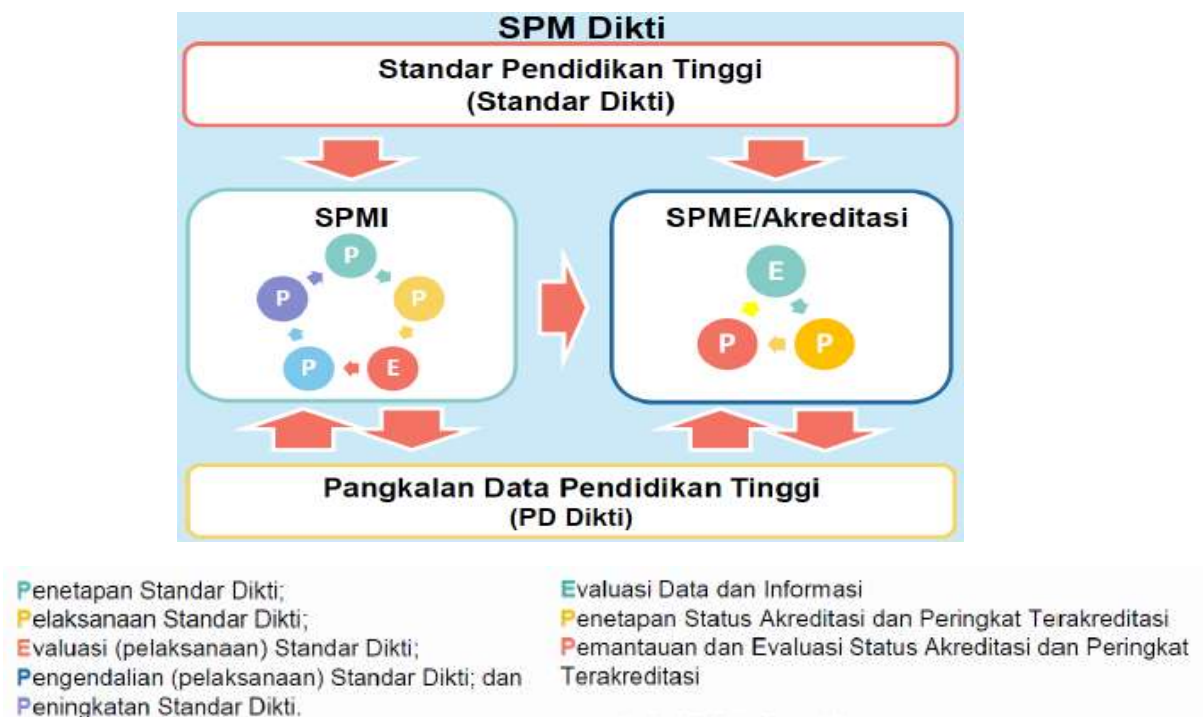 SPM Dikti
Standar Pendidikan Tinggi
(Standar Dikti)
SPMI
P
P
P
P
E
SPME/Akreditasi
E
P
P
Pangkalan Data Pendidikan Tinggi
(PD Dikti)
Penetapan Standar Dikti;
Pelaksanaan Standar Dikti;
Evaluasi (pelaksanaan) Standar Dikti;
Pengendalian (pelaksanaan) Standar Dikti; dan
Peningkatan Standar Dikti.
Evaluasi Data dan Informasi
Penetapan Status Akreditasi dan Peringkat Terakreditasi
Pemantauan dan Evaluasi Status Akreditasi dan Peringkat
Terakreditasi